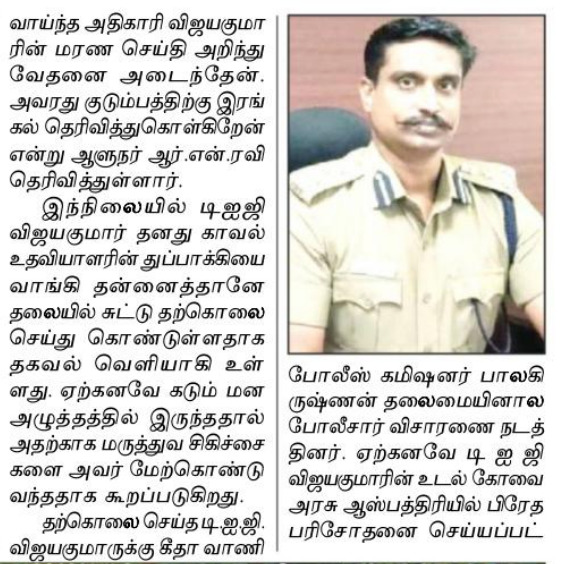 வாய்ந்த அதிகாரி விஜயகுமா
ரின் மரண செய்தி அறிந்து
வேதனை அடைந்தேன்.
அவரது குடும்பத்திற்கு இரங்
கல் தெரிவித்துகொள்கிறேன்
என்று ஆளுநர் ஆர்.என்.ரவி
தெரிவித்துள்ளார்.
இந்நிலையில் டிஐஜி
விஜயகுமார் தனது காவல்
உதவியாளரின் துப்பாக்கியை
வாங்கி தன்னைத்தானே
தலையில் சுட்டு தற்கொலை
செய்து கொண்டுள்ளதாக
தகவல் வெளியாகி உள்
ளது. ஏற்கனவே கடும் மன
அழுத்தத்தில் இருந்ததால்
அதற்காக மருத்துவ சிகிச்சை
களை அவர் மேற்கொண்டு
வந்ததாக கூறப்படுகிறது.
தற்கொலை செய்த டி.ஐ.ஜி.
விஜயகுமாருக்கு கீதா வாணி
போலீஸ் கமிஷனர் பாலகி
ருஷ்ணன் தலைமையினால
போலீசார் விசாரணை நடத்
தினர். ஏற்கனவே டி ஐ ஜி
விஜயகுமாரின் உடல் கோவை
அரசு ஆஸ்பத்திரியில் பிரேத
பரிசோதனை செய்யப்பட்